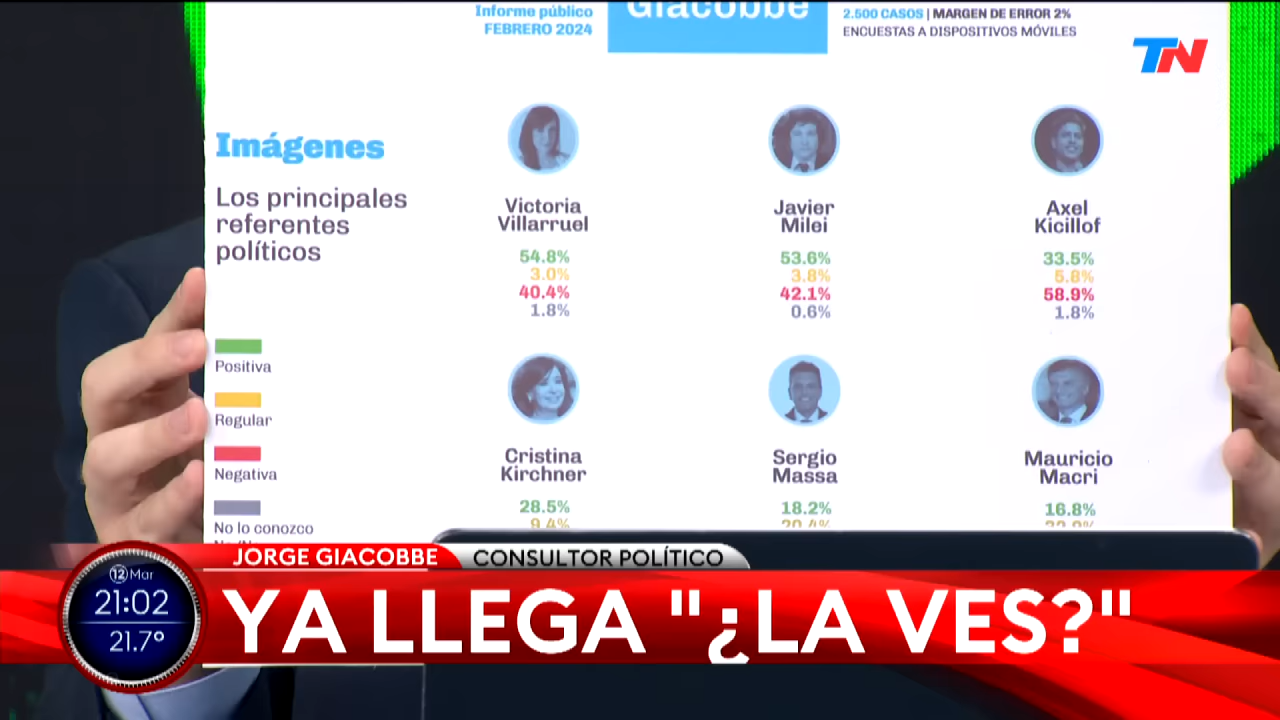 Informe público
FEBRERO 2024
Giacobbe
2.500 CASOS | MARGEN DE ERROR 2%
ENCUESTAS A DISPOSITIVOS MÓVILES
TN
Imágenes
Los principales
referentes
políticos
Victoria
Villarruel
54.8%
3.0%
40.4%
1.8%
Javier
Milei
53.6%
3.8%
42.1%
0.6%
Axel
Kicillof
33.5%
5.8%
58.9%
1.8%
Positiva
Regular
Negativa
No lo conozco
Cristina
Kirchner
28.5%
9.4%
Sergio
Massa
18.2%
20.4%
Mauricio
Macri
16.8%
JORGE GIACOBBE
CONSULTOR POLÍTICO
12 Mar
21:02
21.7°
YA LLEGA "¿LA VES?"